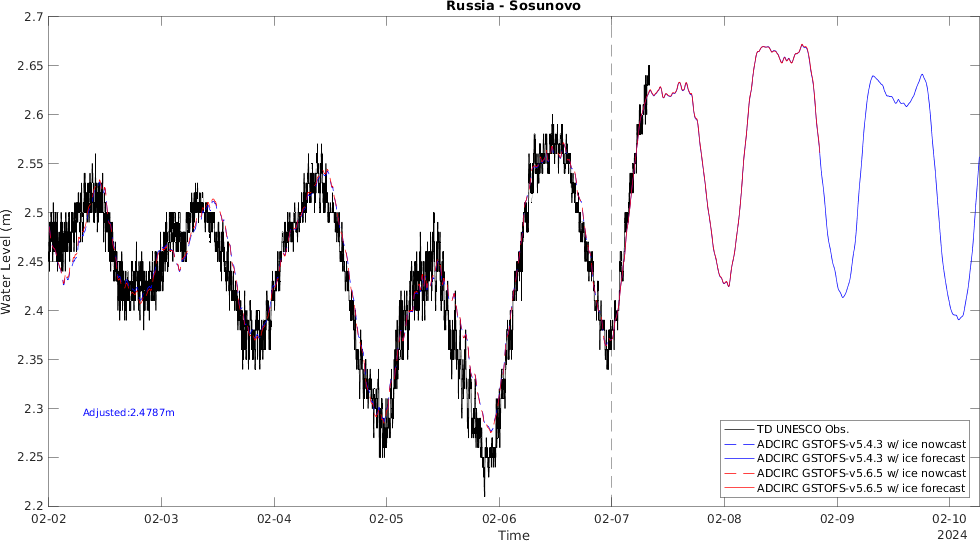 Russia - Sosunovo
2.7
2.65
2.6
2.55
2.5
2.45
2.4
2.35
2.3
2.25
2.2
Water Level (m)
Adjusted:2.4787m
TD UNESCO Obs.
ADCIRC GSTOFS-v5.4.3 w/ ice nowcast
ADCIRC GSTOFS-v5.4.3 w/ ice forecast
ADCIRC GSTOFS-v5.6.5 w/ ice nowcast
ADCIRC GSTOFS-v5.6.5 w/ ice forecast
02-02 02-03 02-04 02-05 02-06 02-07 02-08 02-09 02-10
Time
2024